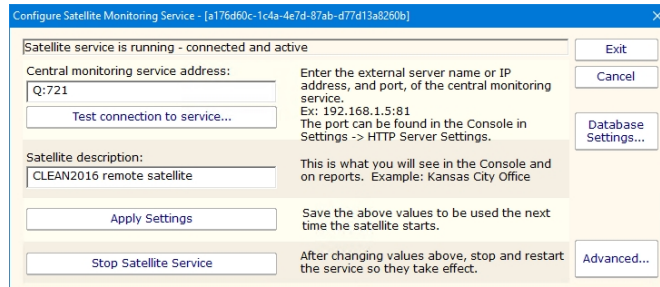 Configure Satellite Monitoring Service - [a176d60c-1c4a-4e7d-87ab-d77d13a8260b]
Satellite service is running - connected and active
Exit
Central monitoring service address:
Q:721
Test connection to service...
Enter the external server name or IP
address, and port, of the central monitoring
service.
Ex: 192.168.1.5:81
The port can be found in the Console in
Settings -> HTTP Server Settings.
Cancel
Database
Settings...
Satellite description:
CLEAN2016 remote satellite
This is what you will see in the Console and
on reports. Example: Kansas City Office
Apply Settings
Save the above values to be used the next
time the satellite starts.
Stop Satellite Service
After changing values above, stop and restart
the service so they take effect.
Advanced...